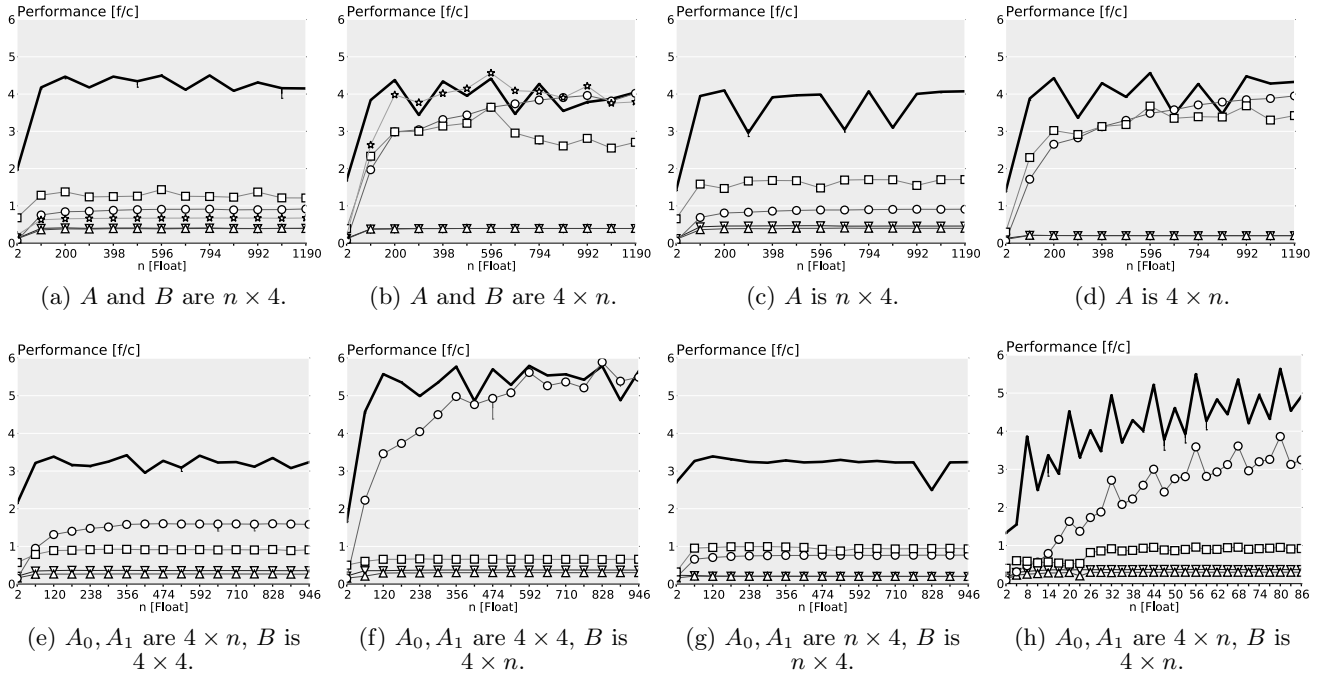 Performance [f/c]
6
5
4
3
2
1
0
2 200 398 596 794 992 1190
n [Float]
(a) A and B are n × 4.
Performance [f/c]
6
5
4
3
2
1
0
2 200 398 596 794 992 1190
n [Float]
(b) A and B are 4 × n.
Performance [f/c]
6
5
4
3
2
1
0
2 200 398 596 794 992 1190
n [Float]
(c) A is n × 4.
Performance [f/c]
6
5
4
3
2
1
0
2 200 398 596 794 992 1190
n [Float]
(d) A is 4 × n.
Performance [f/c]
6
5
4
3
2
1
0
2 120 238 356 474 592 710 828 946
n [Float]
(e) A₀, A₁ are 4 × n, B is
4 × 4.
Performance [f/c]
6
5
4
3
2
1
0
2 120 238 356 474 592 710 828 946
n [Float]
(f) A₀, A₁ are 4 × 4, B is
4 × n.
Performance [f/c]
6
5
4
3
2
1
0
2 120 238 356 474 592 710 828 946
n [Float]
(g) A₀, A₁ are n × 4, B is
n × 4.
Performance [f/c]
6
5
4
3
2
1
0
2 8 14 20 26 32 38 44 50 56 62 68 74 80 86
n [Float]
(h) A₀, A₁ are 4 × n, B is
4 × n.